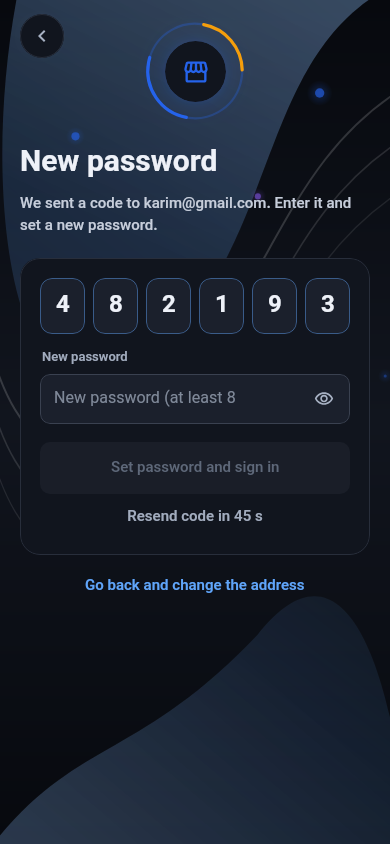 New password
We sent a code to karim@gmail.com. Enter it and
set a new password.
4 8 2 1 9 3
New password
New password (at least 8
Set password and sign in
Resend code in 45 s
Go back and change the address